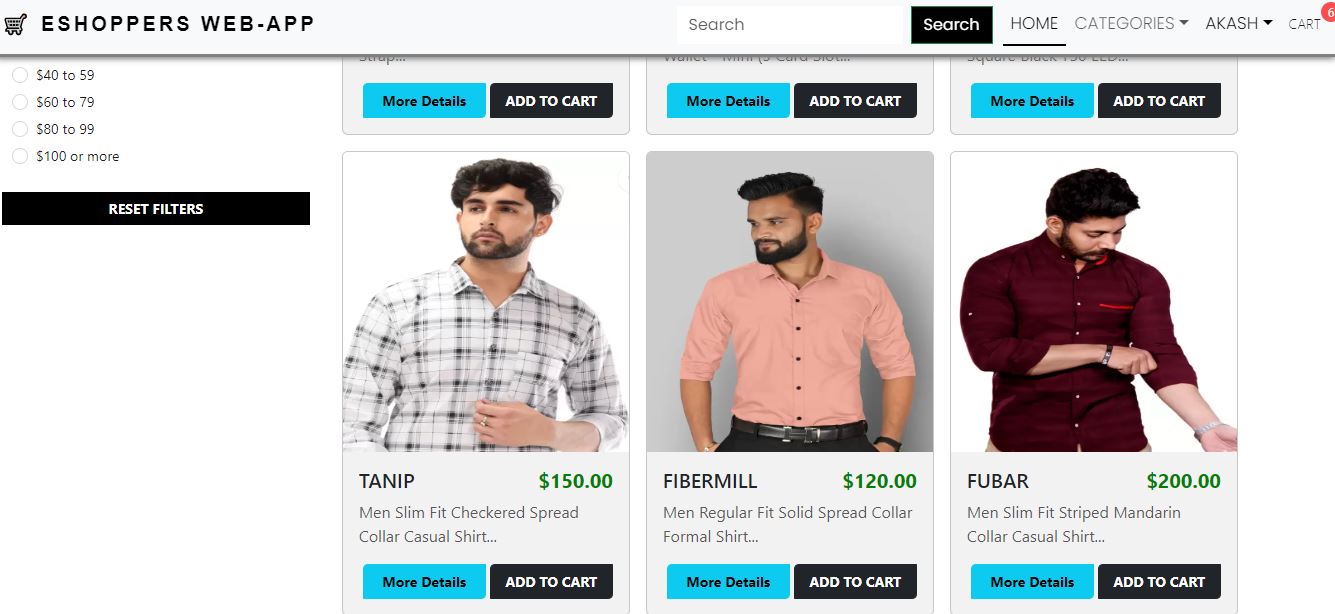 ESHOPPERS WEB-APP
Search
Search
HOME
CATEGORIES
AKASH
CART
6
$40 to 59
$60 to 79
$80 to 99
$100 or more
RESET FILTERS
Strap...
Wallet - Mini (5 Card Slot...
Square Black Y50 LED...
More Details ADD TO CART
More Details ADD TO CART
More Details ADD TO CART
TANIP $150.00
Men Slim Fit Checkered Spread
Collar Casual Shirt...
More Details ADD TO CART
FIBERMILL $120.00
Men Regular Fit Solid Spread Collar
Formal Shirt...
More Details ADD TO CART
FUBAR $200.00
Men Slim Fit Striped Mandarin
Collar Casual Shirt...
More Details ADD TO CART